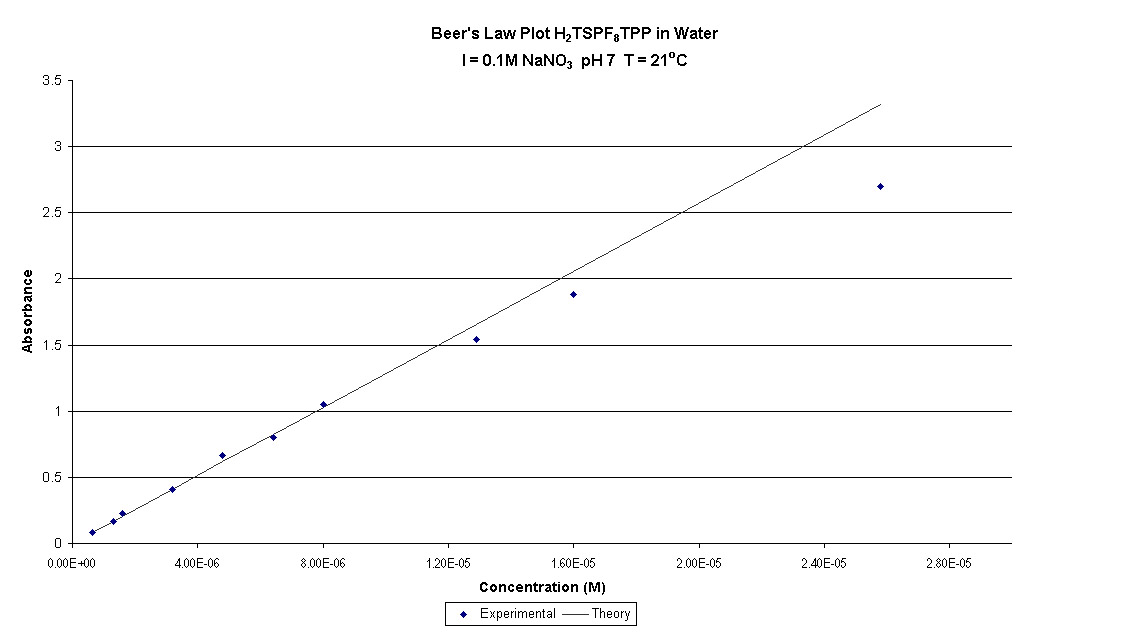 Beer's Law Plot H₂TSPF₈TPP in Water
I = 0.1M NaNO₃ pH 7 T = 21°C
3.5
3
2.5
2
1.5
1
0.5
0
Absorbance
0.00E+00 4.00E-06 8.00E-06 1.20E-05 1.60E-05 2.00E-05 2.40E-05 2.80E-05
Concentration (M)
Experimental Theory